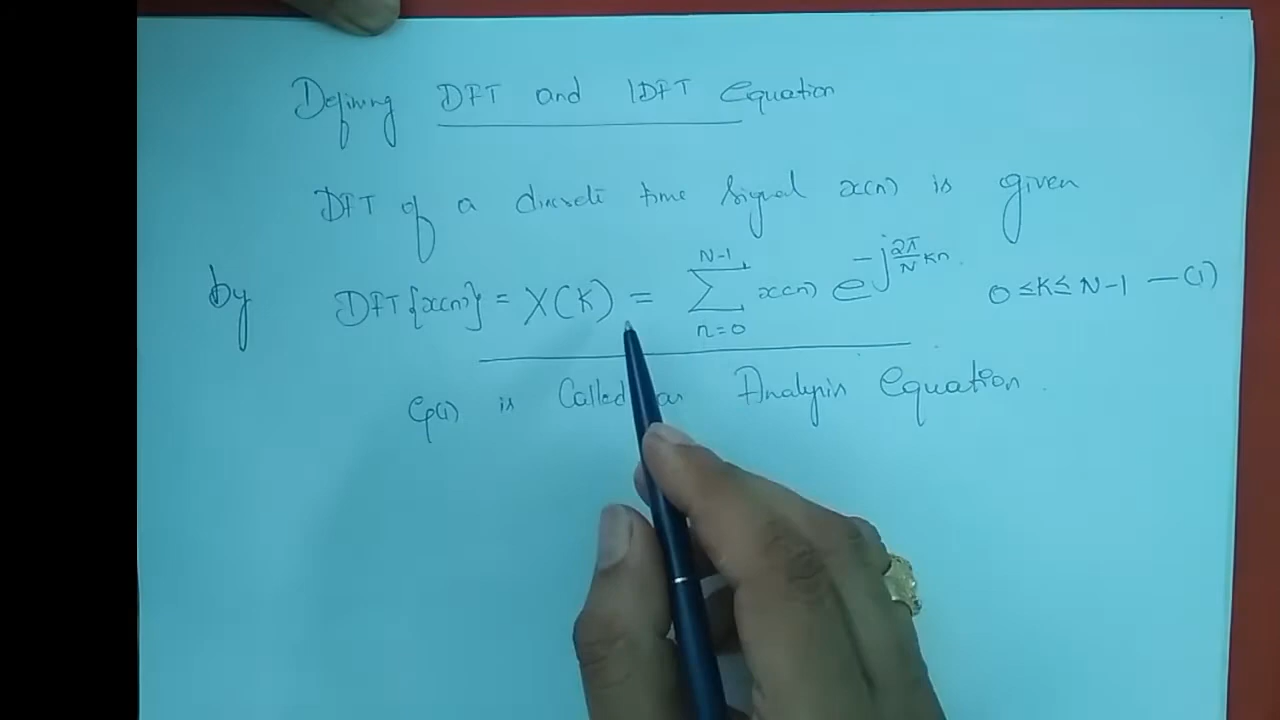 Defining DFT and IDFT Equation
DFT of a discrete time signal x(n) is given
by DFT{x(n)} = X(K) = ∑_{n=0}^{N-1} x(n) e^{-j\frac{2π}{N}Kn} 0≤K≤N-1 —(1)
Eq(1) is Called as Analysis Equation.